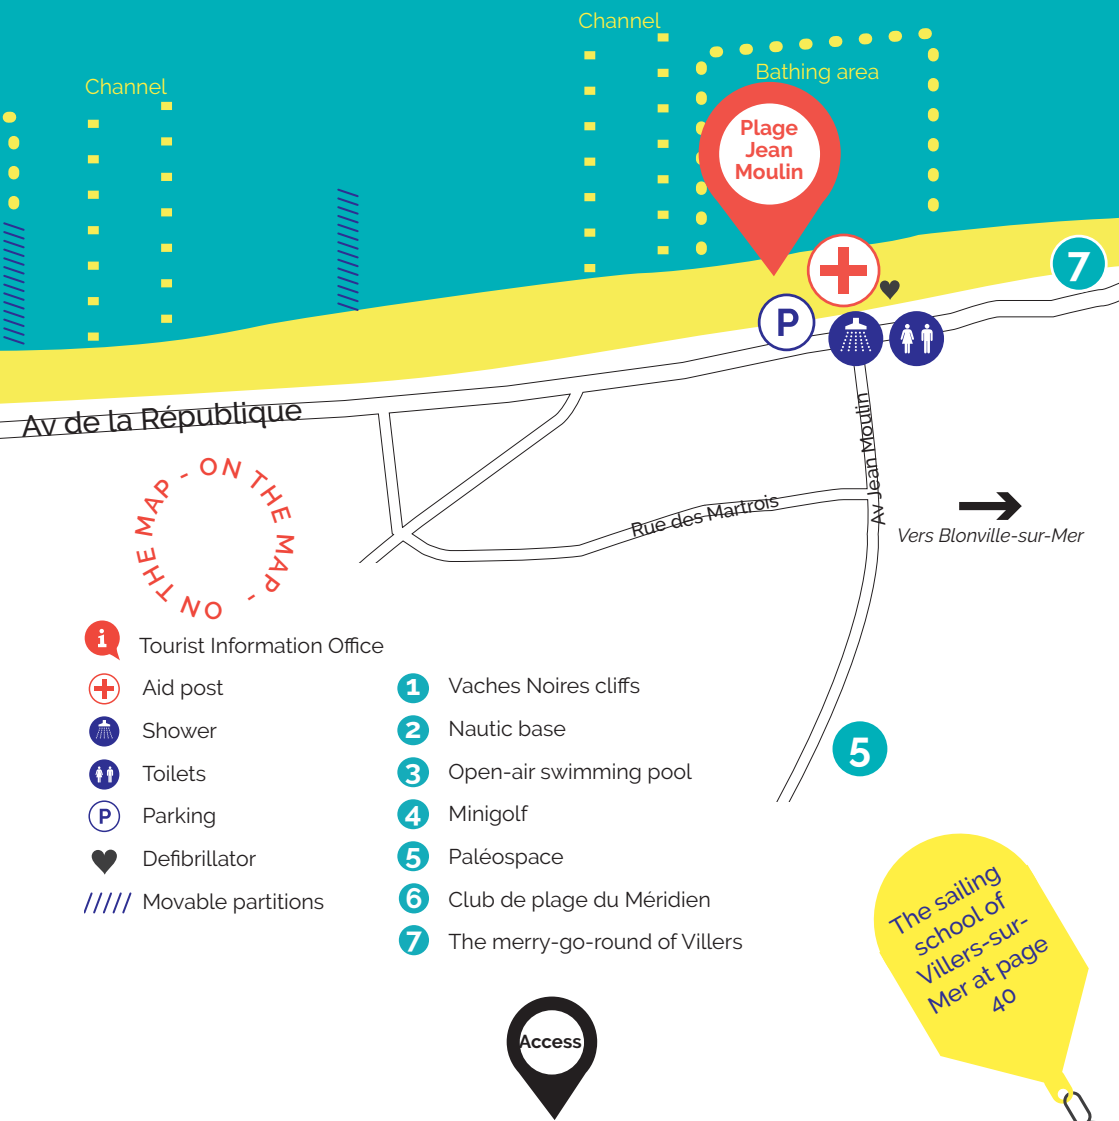 Channel
Channel
Bathing area
Plage
Jean
Moulin
7
P
Av de la République
Av Jean Moulin
Rue des Martrois
Vers Blonville-sur-Mer
ON THE MAP - ON THE MAP -
i Tourist Information Office
Aid post
Shower
Toilets
P Parking
Defibrillator
Movable partitions
1 Vaches Noires cliffs
2 Nautic base
3 Open-air swimming pool
4 Minigolf
5 Paléospace
6 Club de plage du Méridien
7 The merry-go-round of Villers
5
The sailing
school of
Villers-sur-
Mer at page
40
Access